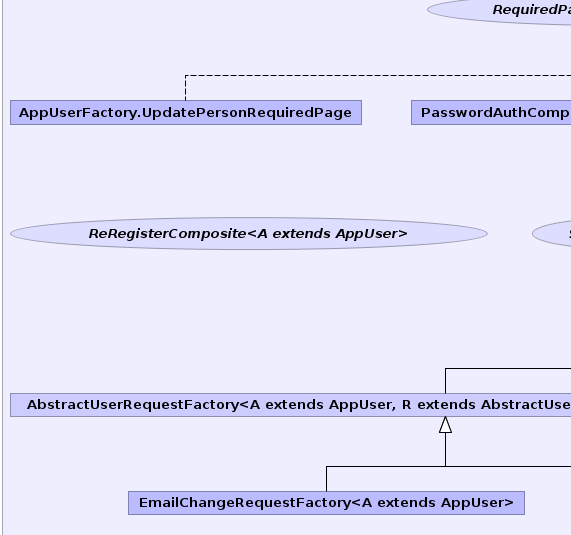 RequiredPa
AppUserFactory.UpdatePersonRequiredPage
PasswordAuthComp
ReRegisterComposite<A extends AppUser>
AbstractUserRequestFactory<A extends AppUser, R extends AbstractUse
EmailChangeRequestFactory<A extends AppUser>